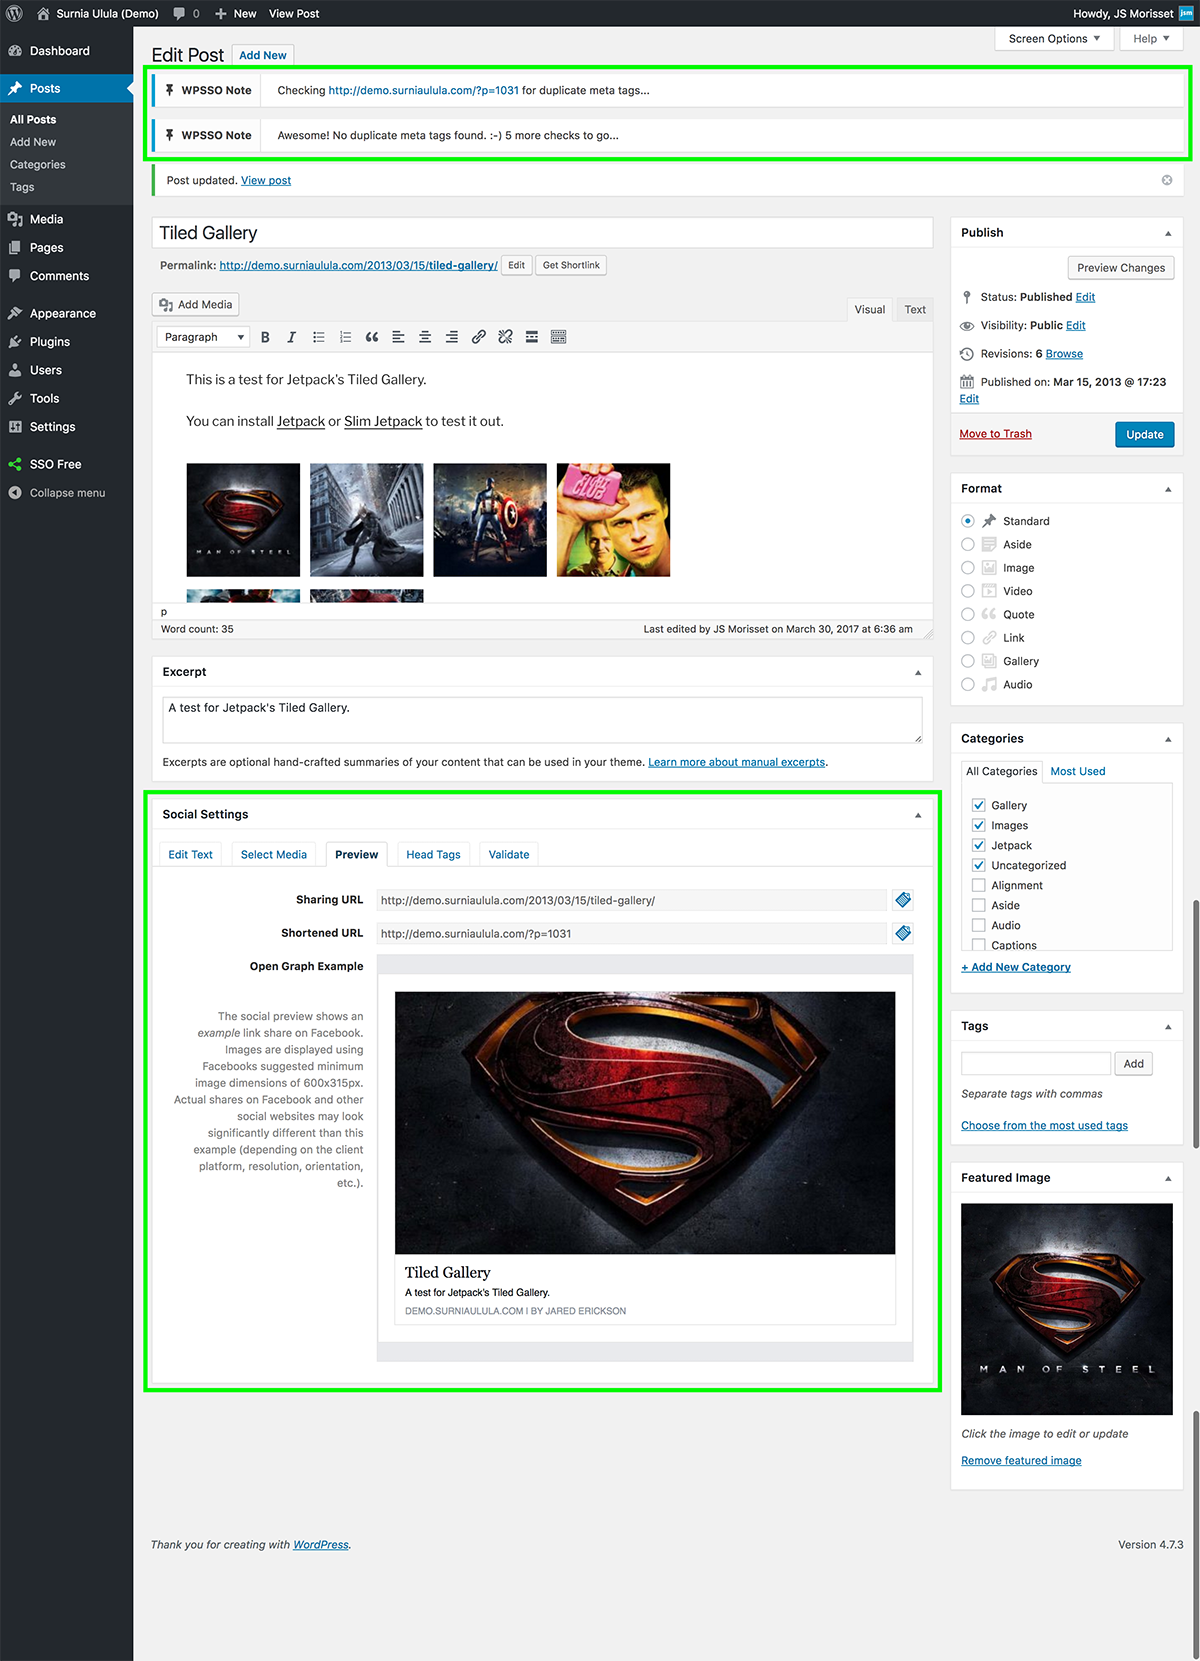 Surnia Ulula (Demo) 0 New View Post Howdy, JS Morisset jsm
Dashboard
Posts
All Posts
Add New
Categories
Tags
Media
Pages
Comments
Appearance
Plugins
Users
Tools
Settings
SSO Free
Collapse menu
Screen Options Help
Edit Post Add New
WPSSO Note Checking http://demo.surniaulula.com/?p=1031 for duplicate meta tags...
WPSSO Note Awesome! No duplicate meta tags found. :-) 5 more checks to go...
Post updated. View post
Tiled Gallery
Permalink: http://demo.surniaulula.com/2013/03/15/tiled-gallery/ Edit Get Shortlink
Add Media
Visual Text
Paragraph B I
This is a test for Jetpack's Tiled Gallery.
You can install Jetpack or Slim Jetpack to test it out.
MAN OF STEEL
FIGHT
CLUB
p
Word count: 35 Last edited by JS Morisset on March 30, 2017 at 6:36 am
Excerpt
A test for Jetpack's Tiled Gallery.
Excerpts are optional hand-crafted summaries of your content that can be used in your theme. Learn more about manual excerpts.
Social Settings
Edit Text Select Media Preview Head Tags Validate
Sharing URL http://demo.surniaulula.com/2013/03/15/tiled-gallery/
Shortened URL http://demo.surniaulula.com/?p=1031
Open Graph Example
The social preview shows an
example link share on Facebook.
Images are displayed using
Facebooks suggested minimum
image dimensions of 600x315px.
Actual shares on Facebook and other
social websites may look
significantly different than this
example (depending on the client
platform, resolution, orientation,
etc.).
Tiled Gallery
A test for Jetpack's Tiled Gallery.
DEMO.SURNIAULULA.COM | BY JARED ERICKSON
Publish
Preview Changes
Status: Published Edit
Visibility: Public Edit
Revisions: 6 Browse
Published on: Mar 15, 2013 @ 17:23
Edit
Move to Trash Update
Format
Standard
Aside
Image
Video
Quote
Link
Gallery
Audio
Categories
All Categories Most Used
Gallery
Images
Jetpack
Uncategorized
Alignment
Aside
Audio
Captions
+ Add New Category
Tags
Add
Separate tags with commas
Choose from the most used tags
Featured Image
MAN OF STEEL
Click the image to edit or update
Remove featured image
Thank you for creating with WordPress. Version 4.7.3